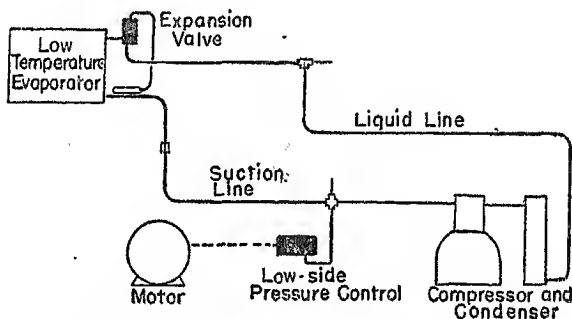 Expansion
Valve
Low
Temperature
Evaporator
Liquid Line
Suction
Line
Motor
Low-side
Pressure Control
Compressor and
Condenser